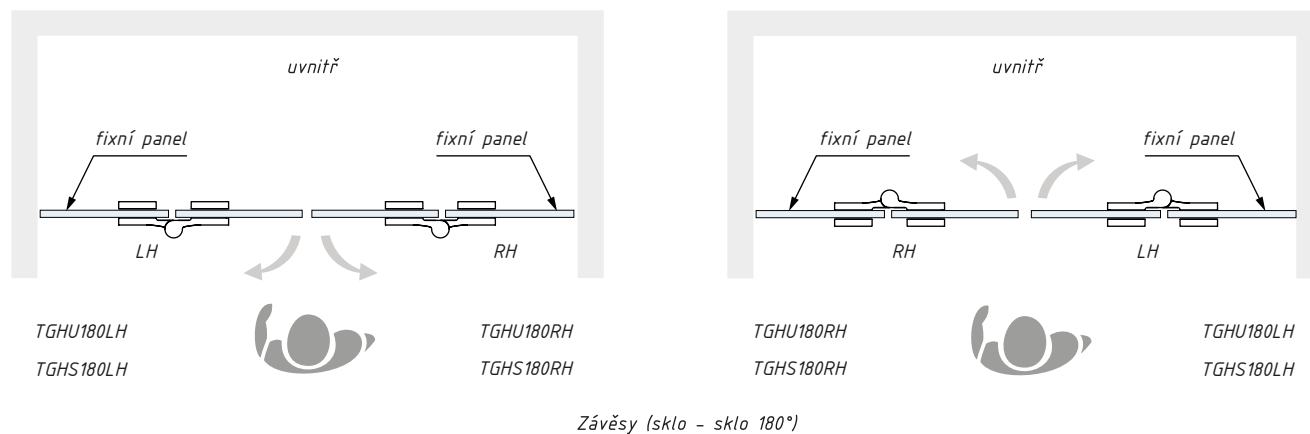 uvnitř
uvnitř
fixní panel
fixní panel
fixní panel
fixní panel
LH
RH
RH
LH
TGHU180LH
TGHU180RH
TGHU180RH
TGHU180LH
TGHS180LH
TGHS180RH
TGHS180RH
TGHS180LH
Závěsy (sklo – sklo 180°)